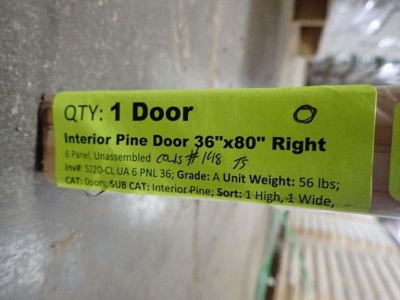 QTY: 1 Door
Interior Pine Door 36"x80" Right
6 Panel, Unassembled
Inv#: 5220-CL UA 6 PNL 36; Grade: A Unit Weight: 56 lbs;
CAT: Doors; SUB CAT: Interior Pine; Sort: 1 High, 1 Wide,